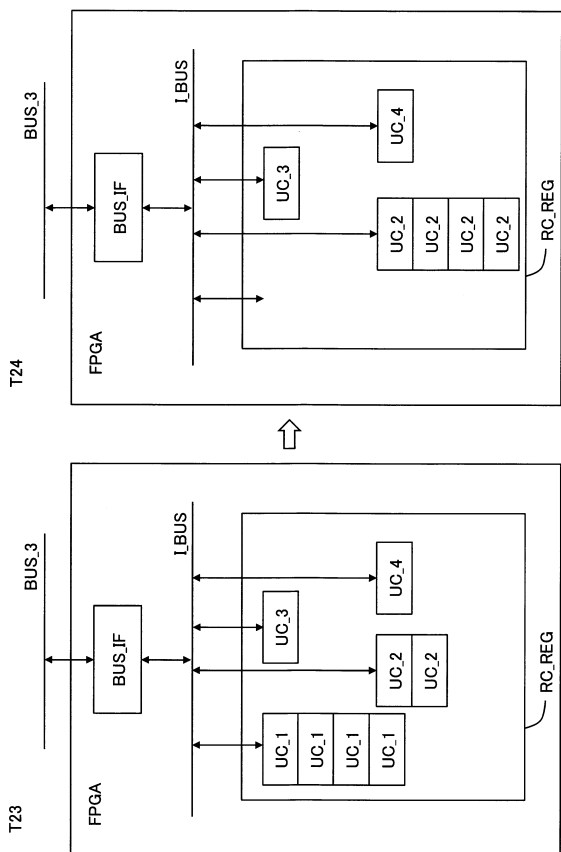 T23
BUS_3
FPGA
BUS_IF
I_BUS
UC_1
UC_1
UC_1
UC_1
UC_2
UC_2
UC_3
UC_4
RC_REG
T24
BUS_3
FPGA
BUS_IF
I_BUS
UC_2
UC_2
UC_2
UC_2
UC_3
UC_4
RC_REG